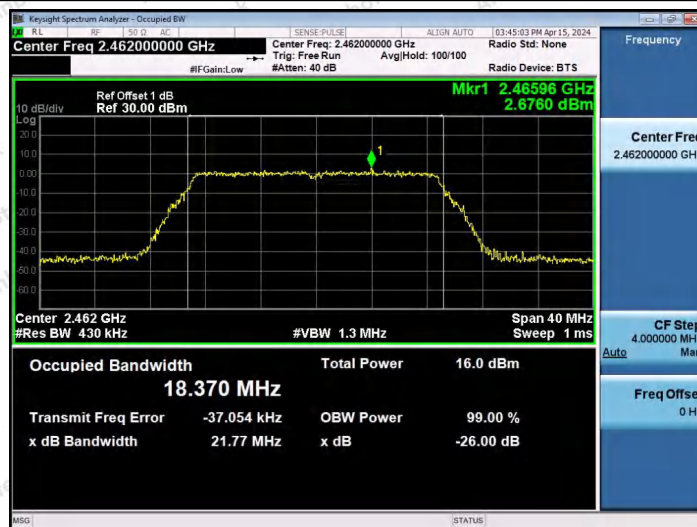 Keysight Spectrum Analyzer - Occupied BW
RL RF 50 Ω AC SENSE:PULSE ALIGN AUTO 03:45:03 PM Apr 15, 2024
Center Freq 2.462000000 GHz
Center Freq: 2.462000000 GHz
Radio Std: None
Trig: Free Run
Avg|Hold: 100/100
#IFGain:Low
#Atten: 40 dB
Radio Device: BTS
Ref Offset 1 dB
Mkr1 2.46596 GHz
10 dB/div
Ref 30.00 dBm
2.6760 dBm
Log
20.0
10.0
0.00
-10.0
-20.0
-30.0
-40.0
-50.0
-60.0
1
Center 2.462 GHz
Span 40 MHz
#Res BW 430 kHz
#VBW 1.3 MHz
Sweep 1 ms
Occupied Bandwidth
Total Power 16.0 dBm
18.370 MHz
Transmit Freq Error -37.054 kHz OBW Power 99.00 %
x dB Bandwidth 21.77 MHz x dB -26.00 dB
MSG
STATUS
Frequency
Center Fre
2.462000000 GH
CF Step
4.000000 MH
Auto Ma
Freq Offse
0 H